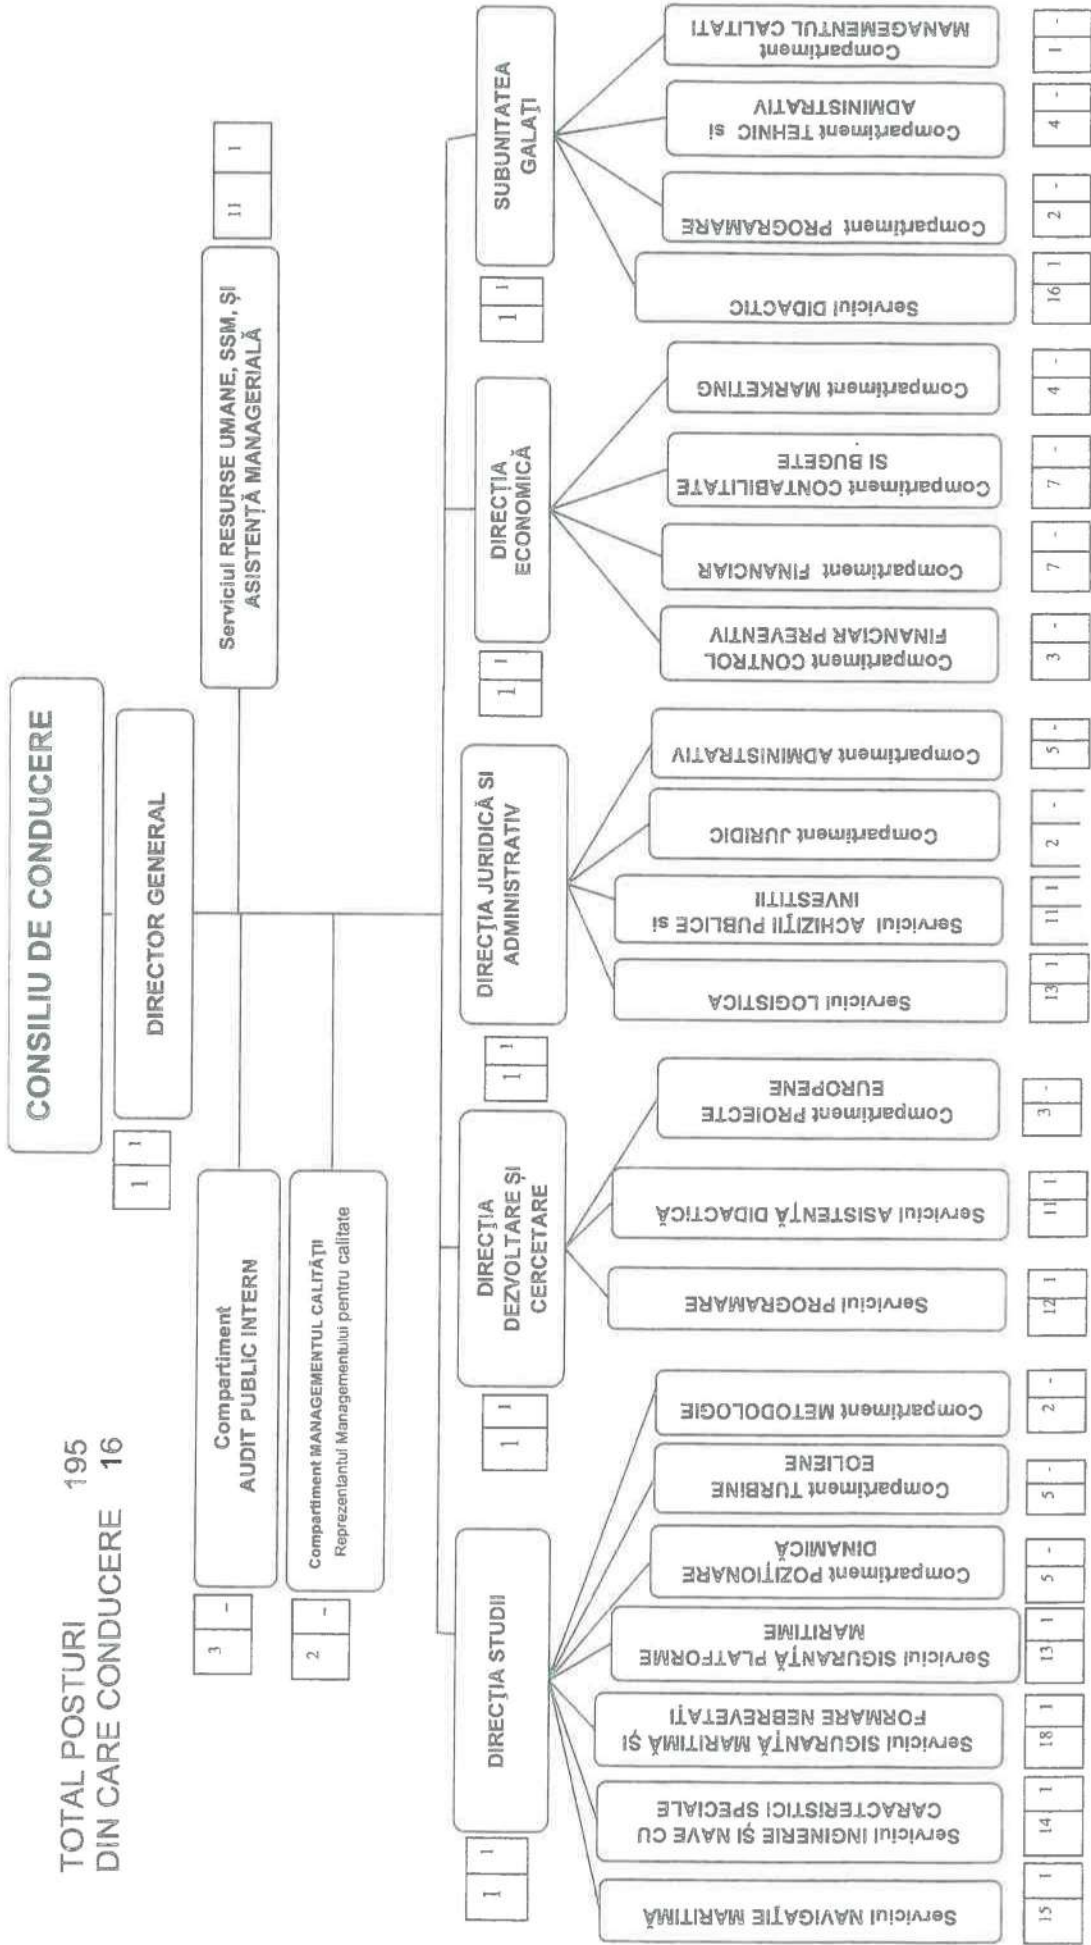 TOTAL POSTURI 195
DIN CARE CONDUCERE 16
CONSILIU DE CONDUCERE
DIRECTOR GENERAL
1 1
Compartiment
AUDIT PUBLIC INTERN
3 -
Compartiment MANAGEMENTUL CALITĂȚII
Reprezentantul Managementului pentru calitate
2 -
Serviciul RESURSE UMANE, SSM, ȘI
ASISTENȚĂ MANAGERIALĂ
11 1
DIRECȚIA STUDII
1 1
DIRECȚIA
DEZVOLTARE ȘI
CERCETARE
1 1
DIRECȚIA JURIDICĂ SI
ADMINISTRATIV
1 1
DIRECȚIA
ECONOMICĂ
1 1
SUBUNITATEA
GALAȚI
1 1
Serviciul NAVIGAȚIE MARITIMĂ
15 1
Serviciul INGINERIE ȘI NAVE CU
CARACTERISTICI SPECIALE
14 1
Serviciul SIGURANȚĂ MARITIMĂ ȘI
FORMARE NEBREVETAȚI
18 1
Serviciul SIGURANȚĂ PLATFORME
MARITIME
13 1
Compartiment POZIȚIONARE
DINAMICĂ
5 -
Compartiment TURBINE
EOLIENE
5 -
Compartiment METODOLOGIE
2 -
Serviciul PROGRAMARE
12 1
Serviciul ASISTENȚĂ DIDACTICĂ
11 1
Compartiment PROIECTE
EUROPENE
3 -
Serviciul LOGISTICA
13 1
Serviciul ACHIZIȚII PUBLICE si
INVESTITII
11 1
Compartiment JURIDIC
2 -
Compartiment ADMINISTRATIV
5 -
Compartiment CONTROL
FINANCIAR PREVENTIV
3 -
Compartiment FINANCIAR
7 -
Compartiment CONTABILITATE
SI BUGETE
7 -
Compartiment MARKETING
4 -
Serviciul DIDACTIC
16 1
Compartiment PROGRAMARE
2 -
Compartiment TEHNIC si
ADMINISTRATIV
4 -
Compartiment
MANAGEMENTUL CALITATI
1 -